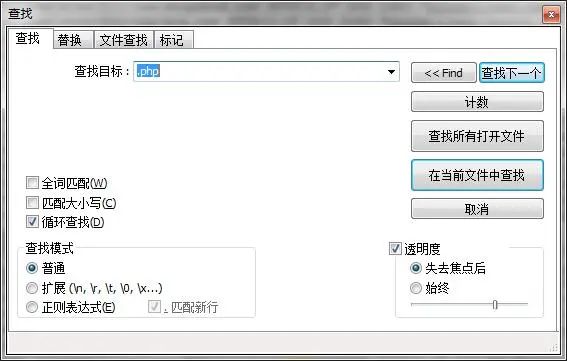 查找
查找 替换 文件查找 标记
查找目标 : .php
<< Find 查找下一个
计数
查找所有打开文件
在当前文件中查找
取消
全词匹配(W)
匹配大小写(C)
循环查找(D)
查找模式
普通
扩展 (\n, \r, \t, \0, \x...)
正则表达式(E) . 匹配新行
透明度
失去焦点后
始终